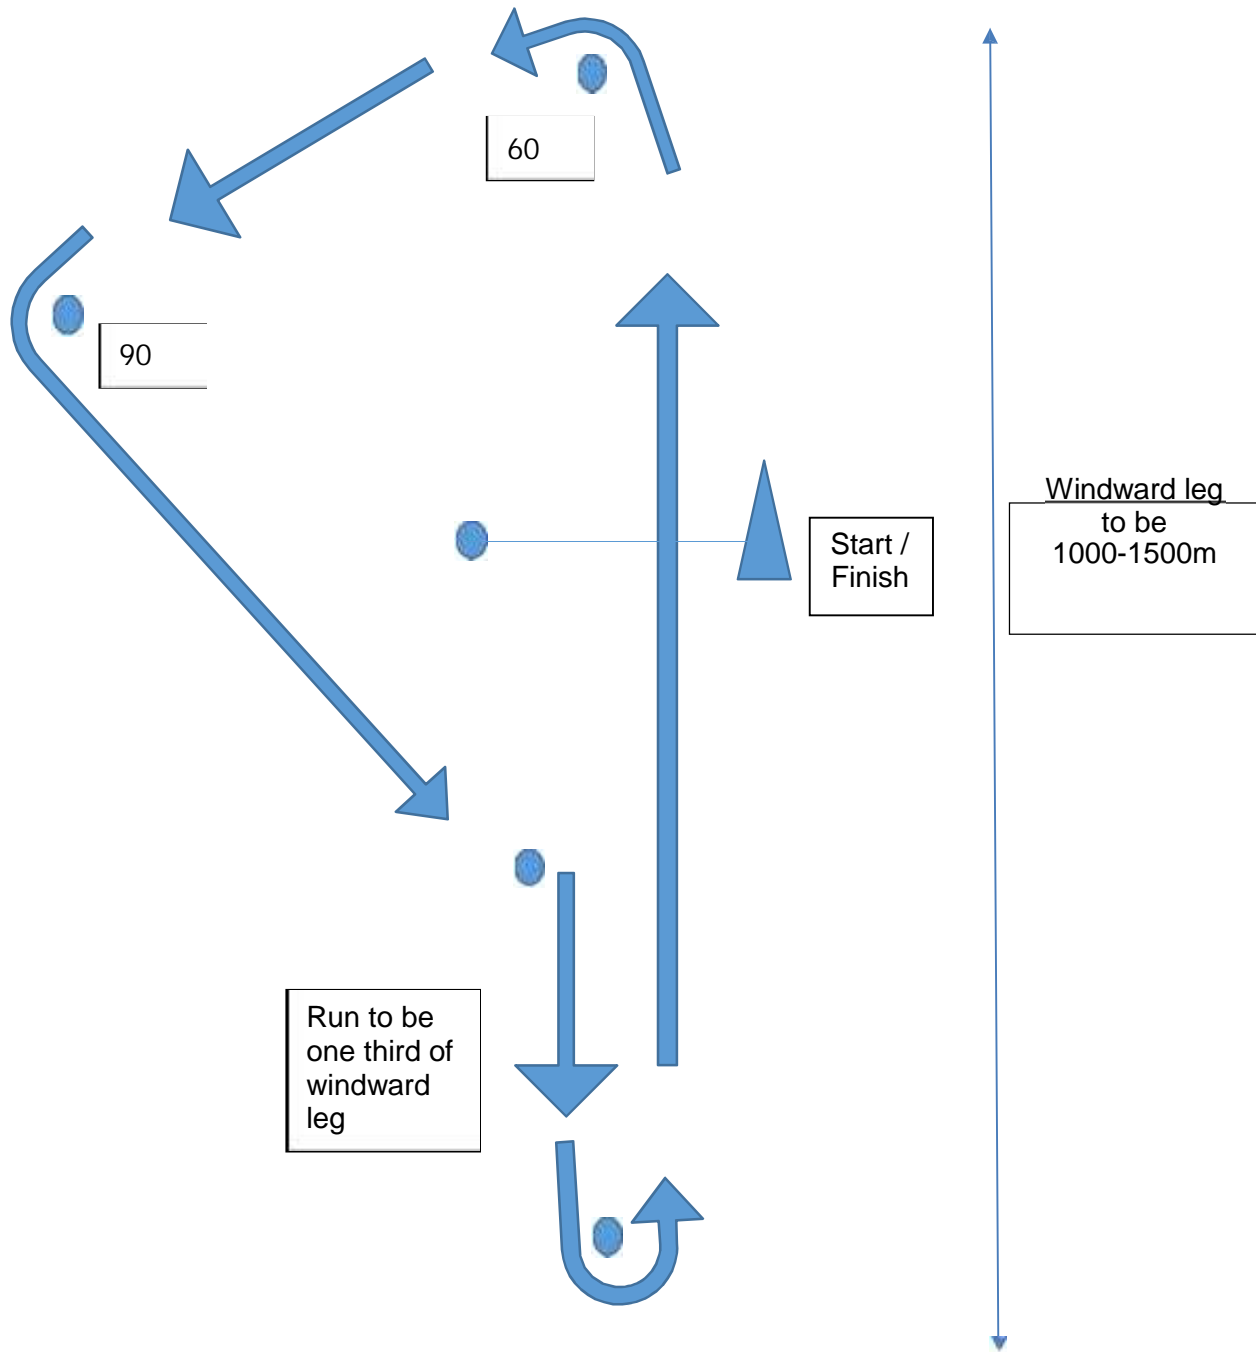 60
90
Start /
Finish
Windward leg
to be
1000-1500m
Run to be
one third of
windward
leg